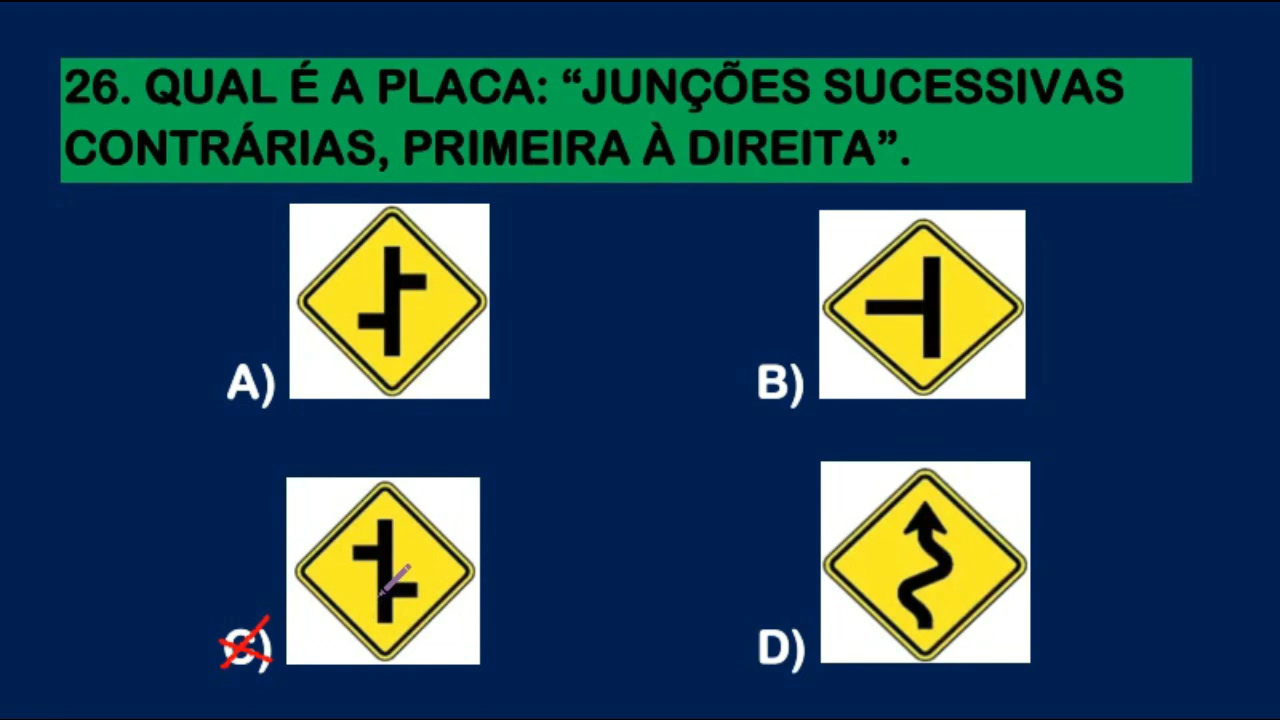 26. QUAL É A PLACA: “JUNÇÕES SUCESSIVAS
CONTRÁRIAS, PRIMEIRA À DIREITA”.
A)
B)
C)
D)